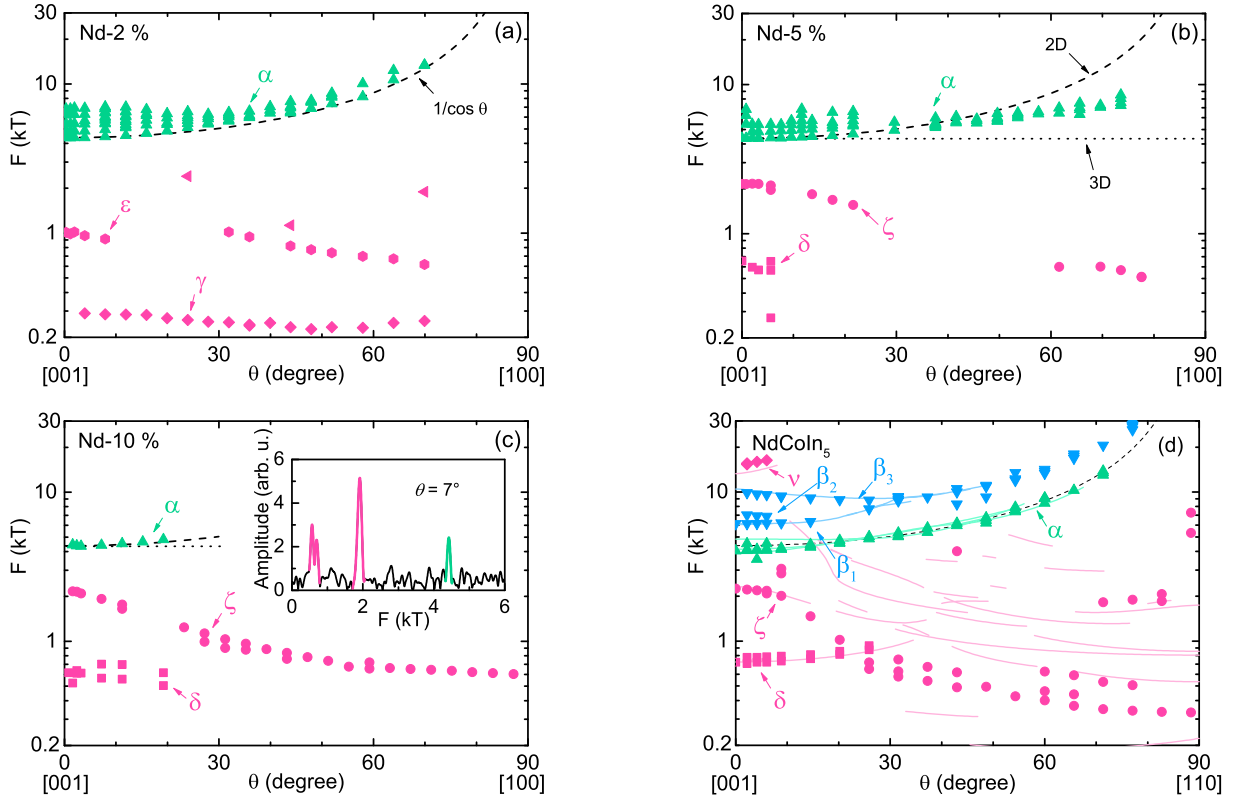 30
10
1
0.2
F (kT)
Nd-2 %
(a)
α
1/cos θ
ε
γ
0
30
60
90
[001]
θ (degree)
[100]
30
10
1
0.2
F (kT)
Nd-5 %
(b)
2D
α
3D
ζ
δ
0
30
60
90
[001]
θ (degree)
[100]
30
10
1
0.2
F (kT)
Nd-10 %
(c)
α
ζ
δ
Amplitude (arb. u.)
6
4
2
0
θ = 7°
0
2
4
6
F (kT)
0
30
60
90
[001]
θ (degree)
[100]
30
10
1
0.2
F (kT)
NdCoIn5
(d)
ν
β2
β3
β1
α
ζ
δ
0
30
60
90
[001]
θ (degree)
[110]